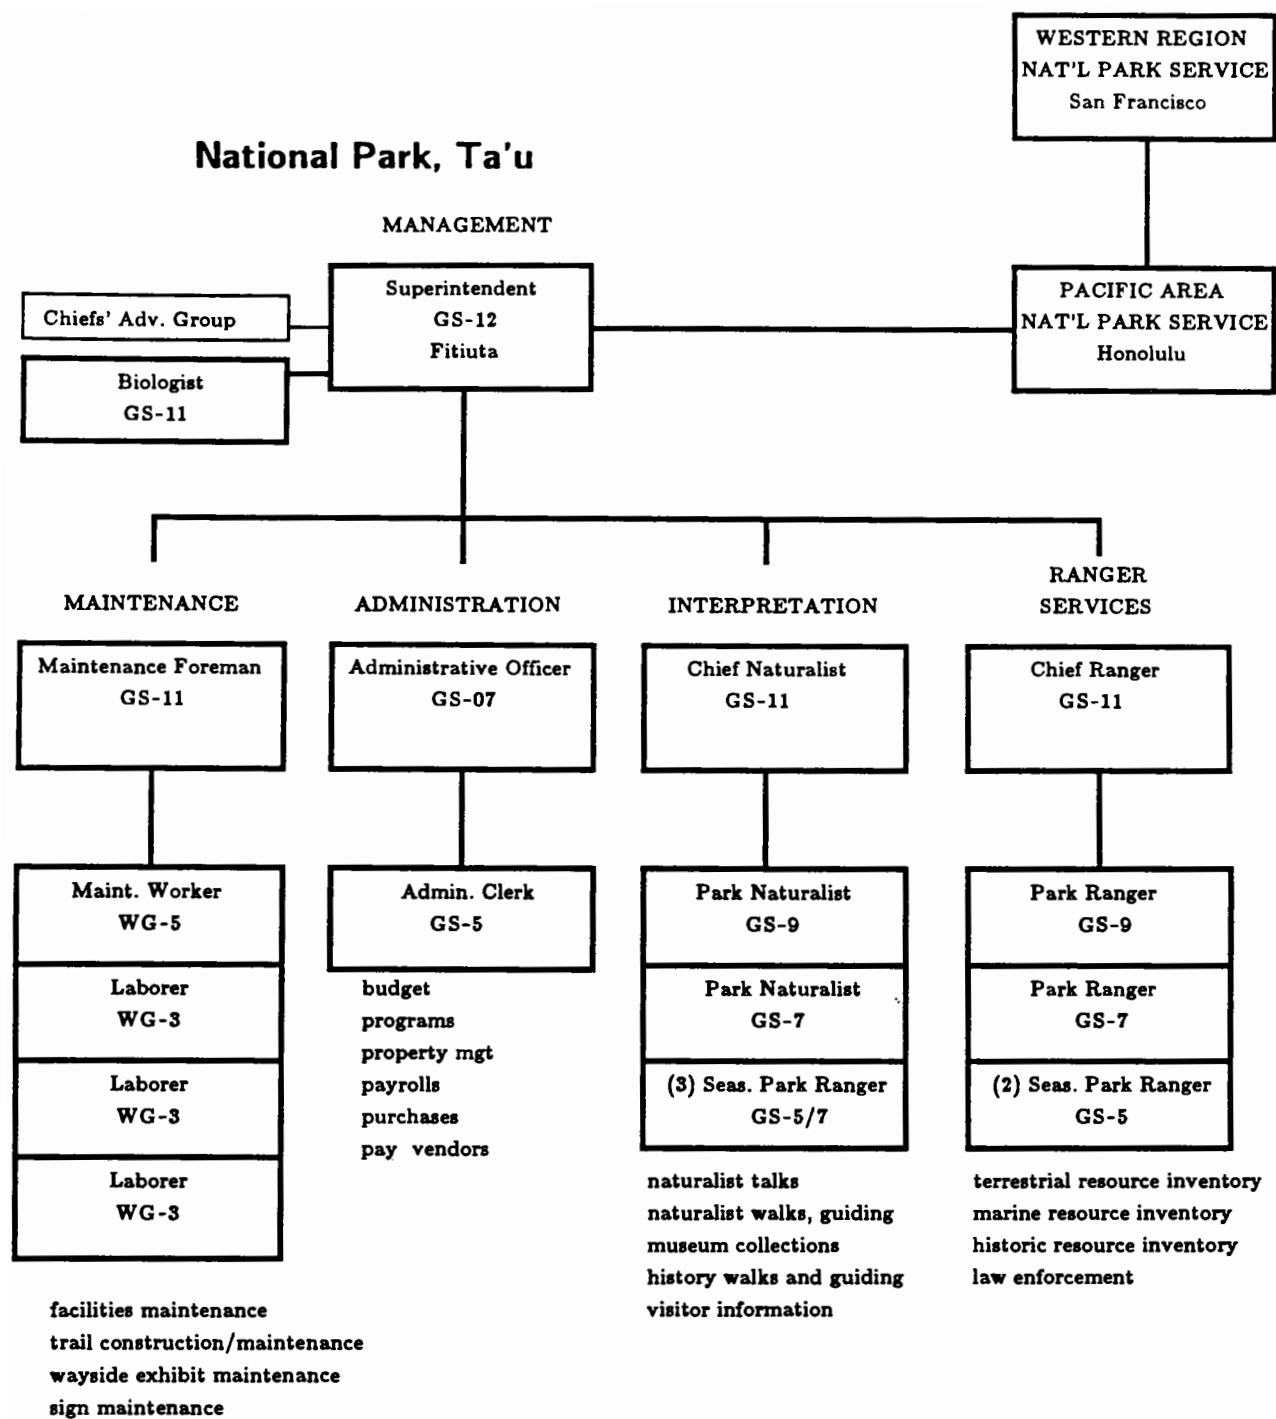 WESTERN REGION
NAT'L PARK SERVICE
San Francisco
National Park, Ta'u
MANAGEMENT
Superintendent
GS-12
Fitiuta
Chiefs' Adv. Group
Biologist
GS-11
PACIFIC AREA
NAT'L PARK SERVICE
Honolulu
MAINTENANCE
Maintenance Foreman
GS-11
Maint. Worker
WG-5
Laborer
WG-3
Laborer
WG-3
Laborer
WG-3
facilities maintenance
trail construction/maintenance
wayside exhibit maintenance
sign maintenance
ADMINISTRATION
Administrative Officer
GS-07
Admin. Clerk
GS-5
budget
programs
property mgt
payrolls
purchases
pay vendors
INTERPRETATION
Chief Naturalist
GS-11
Park Naturalist
GS-9
Park Naturalist
GS-7
(3) Seas. Park Ranger
GS-5/7
naturalist talks
naturalist walks, guiding
museum collections
history walks and guiding
visitor information
RANGER
SERVICES
Chief Ranger
GS-11
Park Ranger
GS-9
Park Ranger
GS-7
(2) Seas. Park Ranger
GS-5
terrestrial resource inventory
marine resource inventory
historic resource inventory
law enforcement